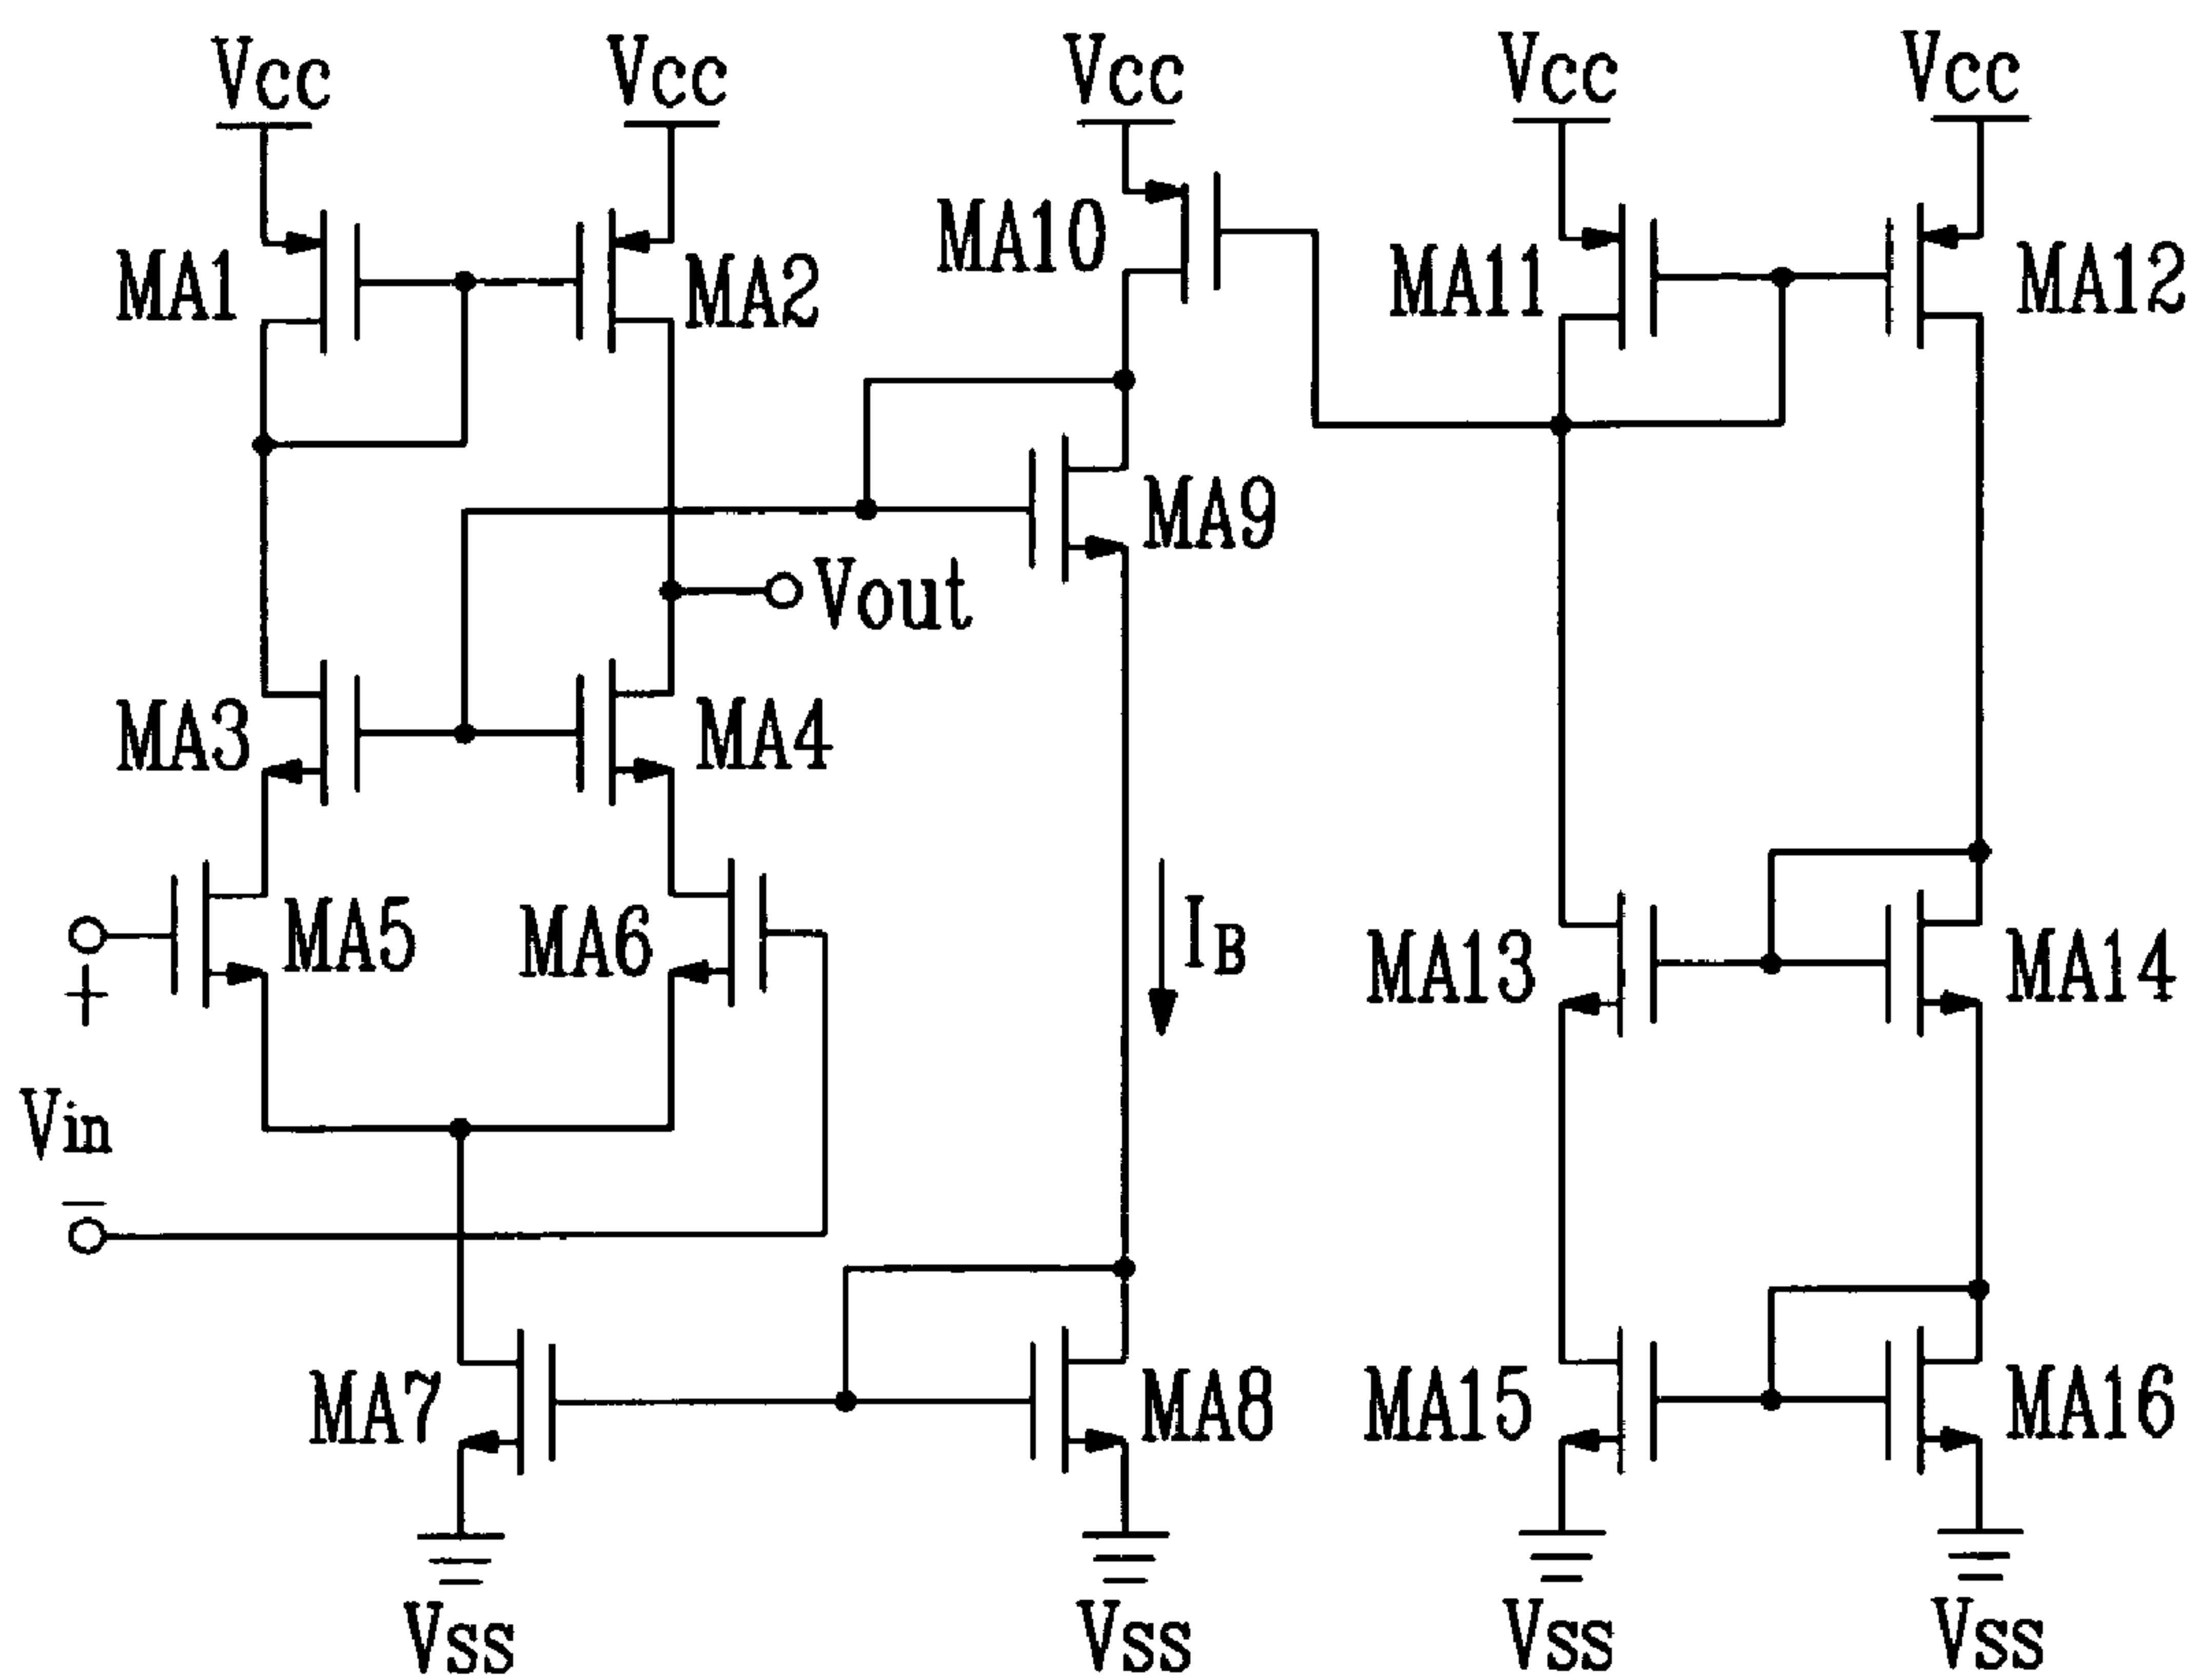 Vcc Vcc Vcc Vcc Vcc
MA1 MA2 MA10 MA11 MA12
MA9
Vout
MA3 MA4
MA5 MA6 IB MA13 MA14
+
Vin
−
MA7 MA8 MA15 MA16
Vss Vss Vss Vss